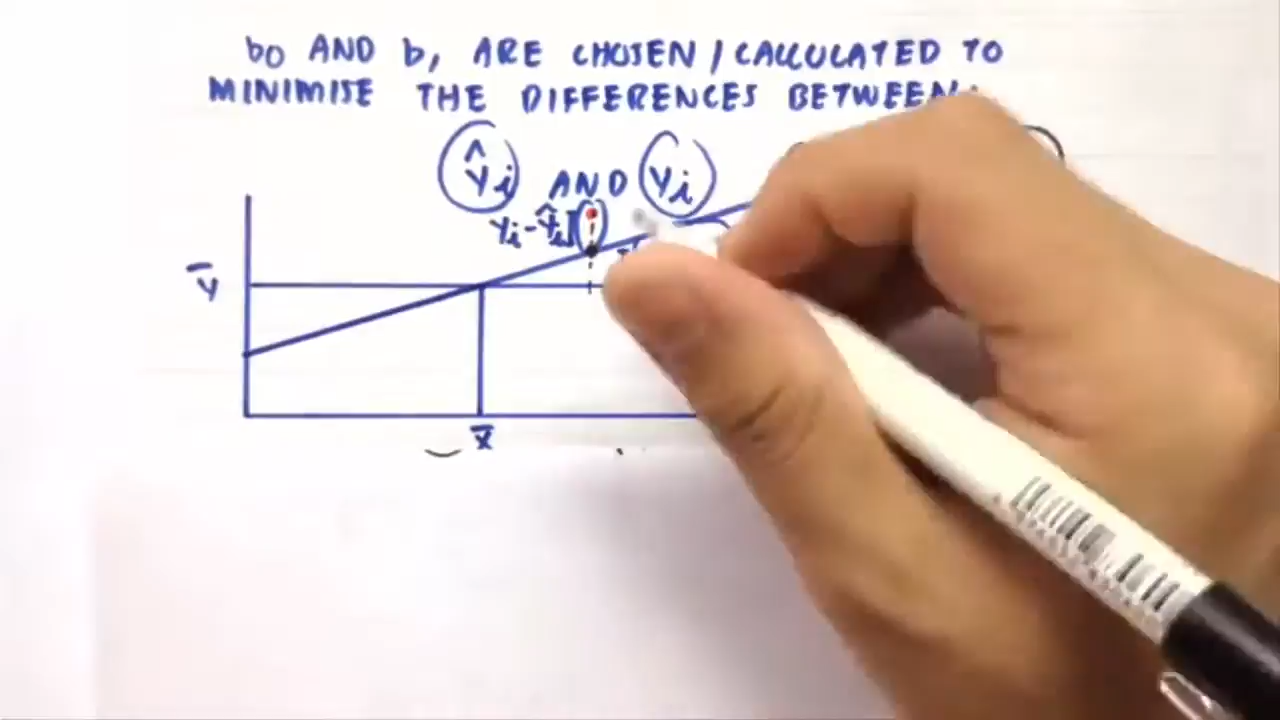 b₀ AND b₁ ARE CHOSEN / CALCULATED TO
MINIMISE THE DIFFERENCES BETWEEN:
ŷi AND yi
yi - ŷi
ȳ
x̄